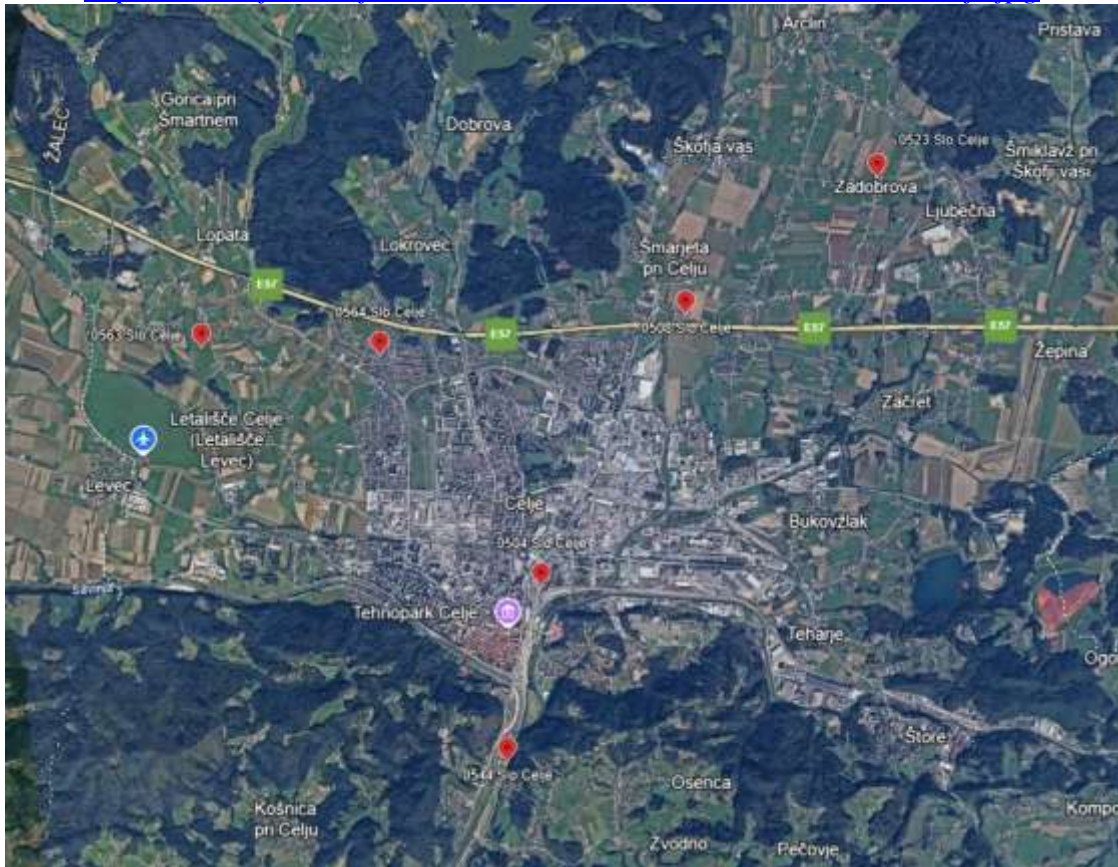 Arclin
Pristava
ŽALEC
Gorica pri
Šmartnem
Dobrova
Škofja vas
0523 Slo Celje
Šmiklavž pri
Škofji vasi
Zadobrova
Ljubečna
Lopata
Lokrovec
Šmarjeta
pri Celju
E57
0564 Slo Celje
0563 Slo Celje
E57
0508 Slo Celje
E57
E57
Žepina
Začret
Letališče Celje
(Letališče
Levec)
Levec
Celje
Bukovžlak
0504 Slo Celje
Savinja
Tehnopark Celje
Teharje
Štore
0544 Slo Celje
Osenca
Košnica
pri Celju
Zvodno
Pečovje